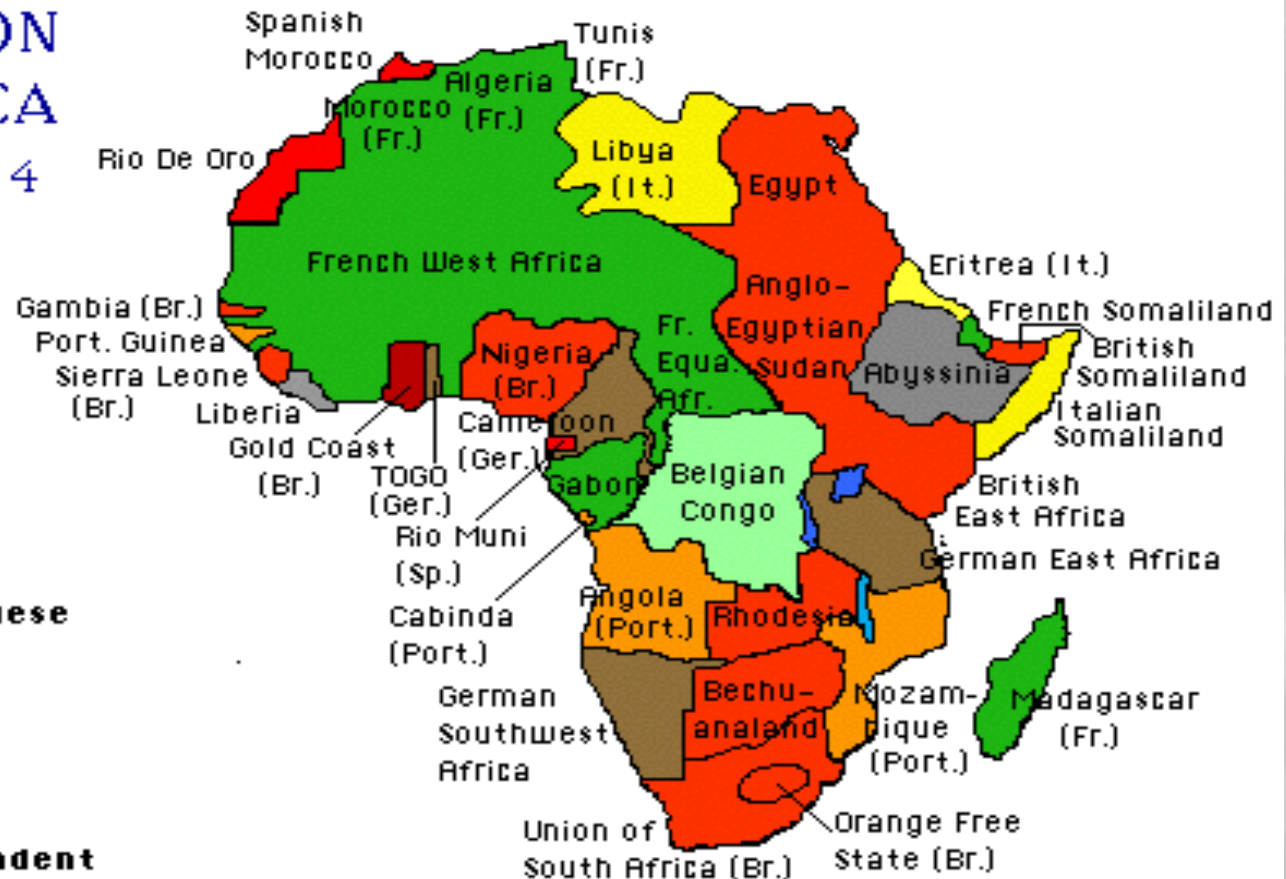 ON
CA
4
Spanish
Morocco
Tunis
(Fr.)
Algeria
(Fr.)
Morocco
(Fr.)
Rio De Oro
Libya
(It.)
Egypt
French West Africa
Eritrea (It.)
Anglo-
Egyptian
Sudan
French Somaliland
Gambia (Br.)
Port. Guinea
Sierra Leone
(Br.)
Liberia
Gold Coast
(Br.)
TOGO
(Ger.)
Nigeria
(Br.)
Fr.
Equa.
Afr.
Abyssinia
British
Somaliland
Italian
Somaliland
Cameroon
(Ger.)
Gabon
Belgian
Congo
British
East Africa
German East Africa
Rio Muni
(Sp.)
Cabinda
(Port.)
Angola
(Port.)
Rhodesia
uese
German
Southwest
Africa
Bechu-
analand
Mozam-
bique
(Port.)
Madagascar
(Fr.)
Union of
South Africa (Br.)
Orange Free
State (Br.)
ndent